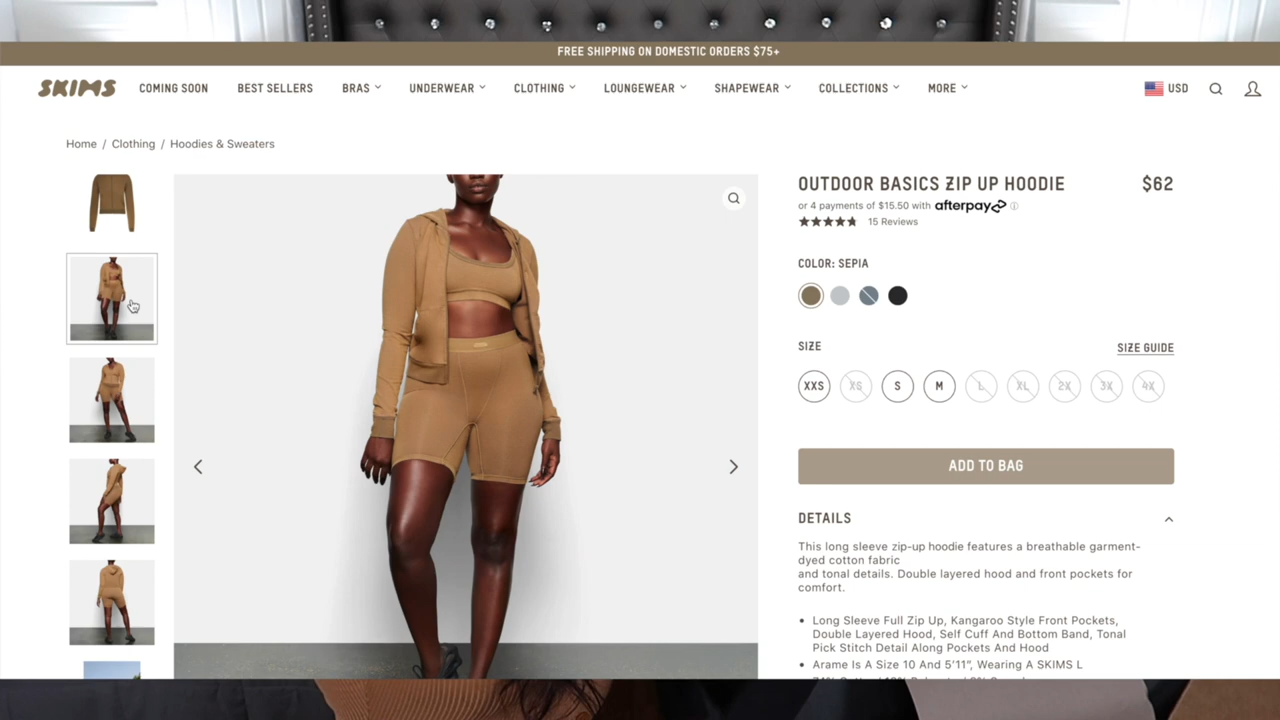 FREE SHIPPING ON DOMESTIC ORDERS $75+
SKIMS COMING SOON BEST SELLERS BRAS UNDERWEAR CLOTHING LOUNGEWEAR SHAPEWEAR COLLECTIONS MORE USD
Home / Clothing / Hoodies & Sweaters
OUTDOOR BASICS ZIP UP HOODIE $62
or 4 payments of $15.50 with afterpay
15 Reviews
COLOR: SEPIA
SIZE SIZE GUIDE
XXS XS S M L XL 2X 3X 4X
ADD TO BAG
DETAILS
This long sleeve zip-up hoodie features a breathable garment-
dyed cotton fabric
and tonal details. Double layered hood and front pockets for
comfort.
Long Sleeve Full Zip Up, Kangaroo Style Front Pockets,
Double Layered Hood, Self Cuff And Bottom Band, Tonal
Pick Stitch Detail Along Pockets And Hood
Arame Is A Size 10 And 5'11", Wearing A SKIMS L